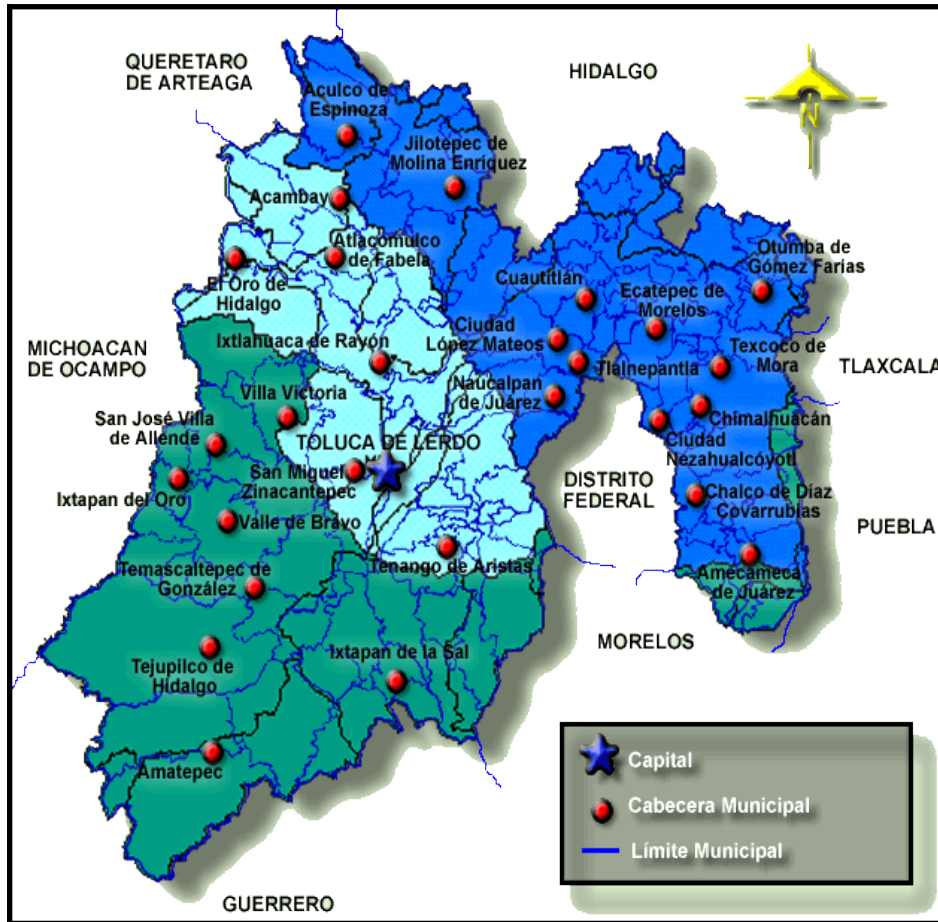 QUERETARO
DE ARTEAGA
HIDALGO
Aculco de
Espinoza
N
Jilotepec de
Molina Enríquez
Acambay
Atlacomulco
de Fabela
Otumba de
Gómez Farías
El Oro de
Hidalgo
Cuautitlán
Ecatepec de
Morelos
Ixtlahuaca de Rayón
Ciudad
López Mateos
MICHOACAN
DE OCAMPO
Texcoco de
Mora
TLAXCALA
Tlalnepantla
Naucalpan
de Juárez
Villa Victoria
San José Villa
de Allende
Chimalhuacán
TOLUCA DE LERDO
Ciudad
Nezahualcóyotl
San Miguel
Zinacantepec
DISTRITO
FEDERAL
Ixtapan del Oro
Chalco de Díaz
Covarrubias
Valle de Bravo
PUEBLA
Tenango de Aristas
Temascaltepec de
González
Amecameca
de Juárez
MORELOS
Ixtapan de la Sal
Tejupilco de
Hidalgo
Amatepec
Capital
Cabecera Municipal
Límite Municipal
GUERRERO